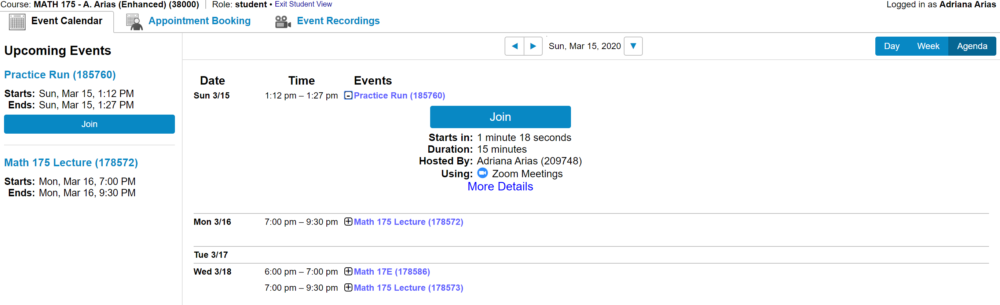 Course: MATH 175 - A. Arias (Enhanced) (38000) Role: student • Exit Student View Logged in as Adriana Arias
Event Calendar Appointment Booking Event Recordings
Upcoming Events
Practice Run (185760)
Starts: Sun, Mar 15, 1:12 PM
Ends: Sun, Mar 15, 1:27 PM
Join
Math 175 Lecture (178572)
Starts: Mon, Mar 16, 7:00 PM
Ends: Mon, Mar 16, 9:30 PM
Sun, Mar 15, 2020 Day Week Agenda
Date Time Events
Sun 3/15 1:12 pm – 1:27 pm Practice Run (185760)
Join
Starts in: 1 minute 18 seconds
Duration: 15 minutes
Hosted By: Adriana Arias (209748)
Using: Zoom Meetings
More Details
Mon 3/16 7:00 pm – 9:30 pm Math 175 Lecture (178572)
Tue 3/17
Wed 3/18 6:00 pm – 7:00 pm Math 17E (178586)
7:00 pm – 9:30 pm Math 175 Lecture (178573)